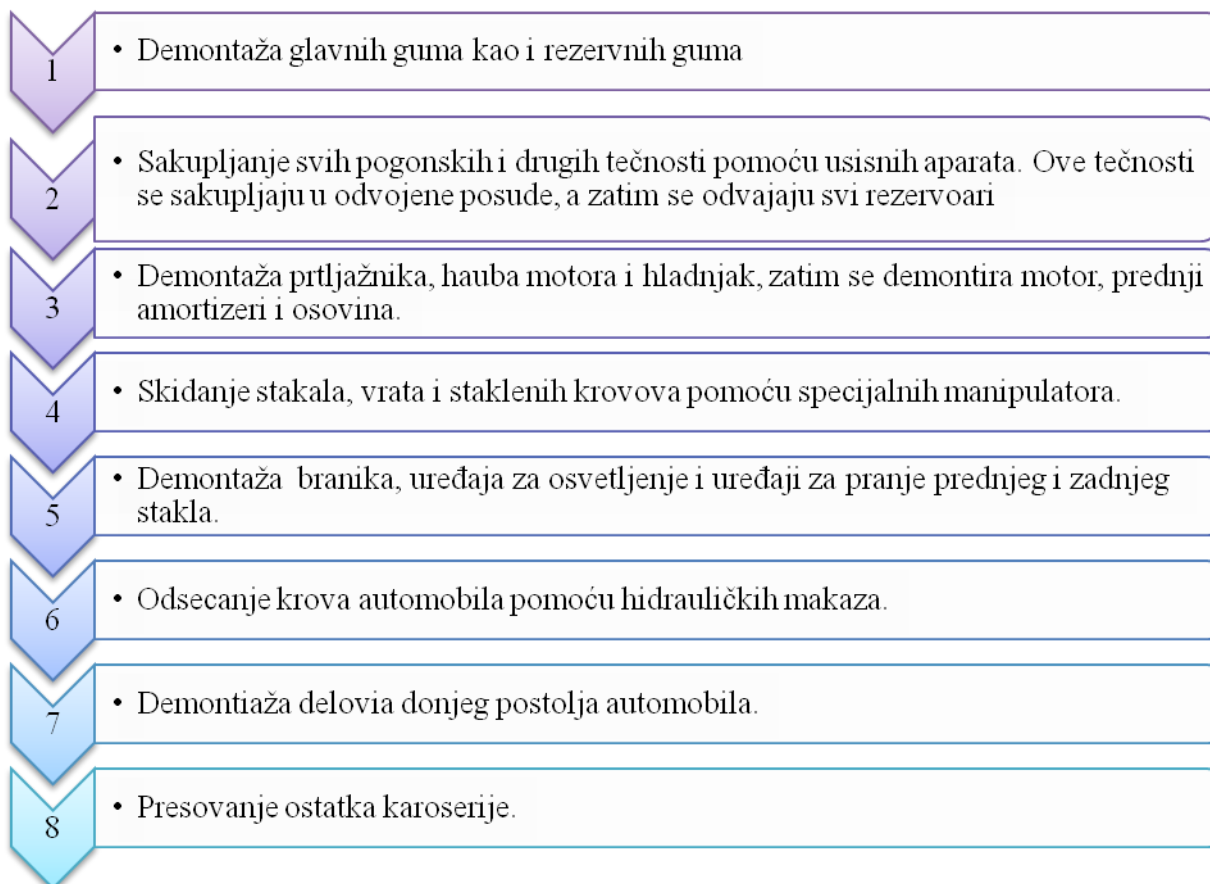 1
• Demontaža glavnih guma kao i rezervnih guma
2
• Sakupljanje svih pogonskih i drugih tečnosti pomoću usisnih aparata. Ove tečnosti
se sakupljaju u odvojene posude, a zatim se odvajaju svi rezervoari
3
• Demontaža prtljažnika, hauba motora i hladnjak, zatim se demontira motor, prednji
amortizeri i osovina.
4
• Skidanje stakala, vrata i staklenih krovova pomoću specijalnih manipulatora.
5
• Demontaža  branika, uređaja za osvetljenje i uređaji za pranje prednjeg i zadnjeg
stakla.
6
• Odsecanje krova automobila pomoću hidrauličkih makaza.
7
• Demontiaža delovia donjeg postolja automobila.
8
• Presovanje ostatka karoserije.